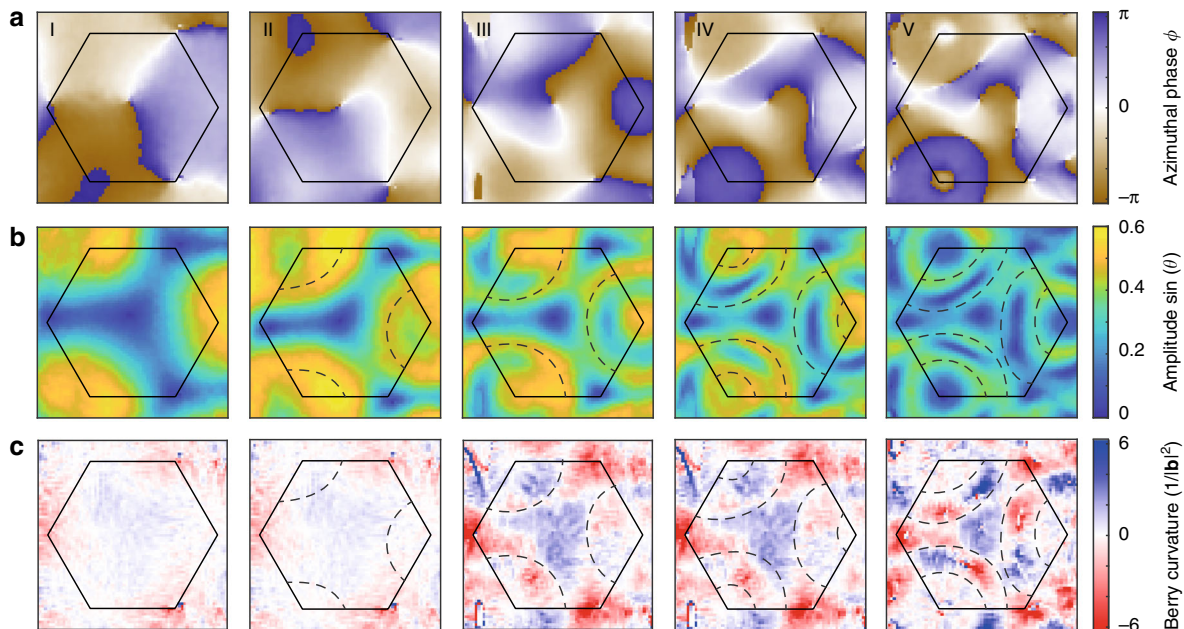 a
I
II
III
IV
V
π
0
–π
Azimuthal phase ϕ
b
0.6
0.4
0.2
0
Amplitude sin (θ)
c
6
0
–6
Berry curvature (1/|b|²)